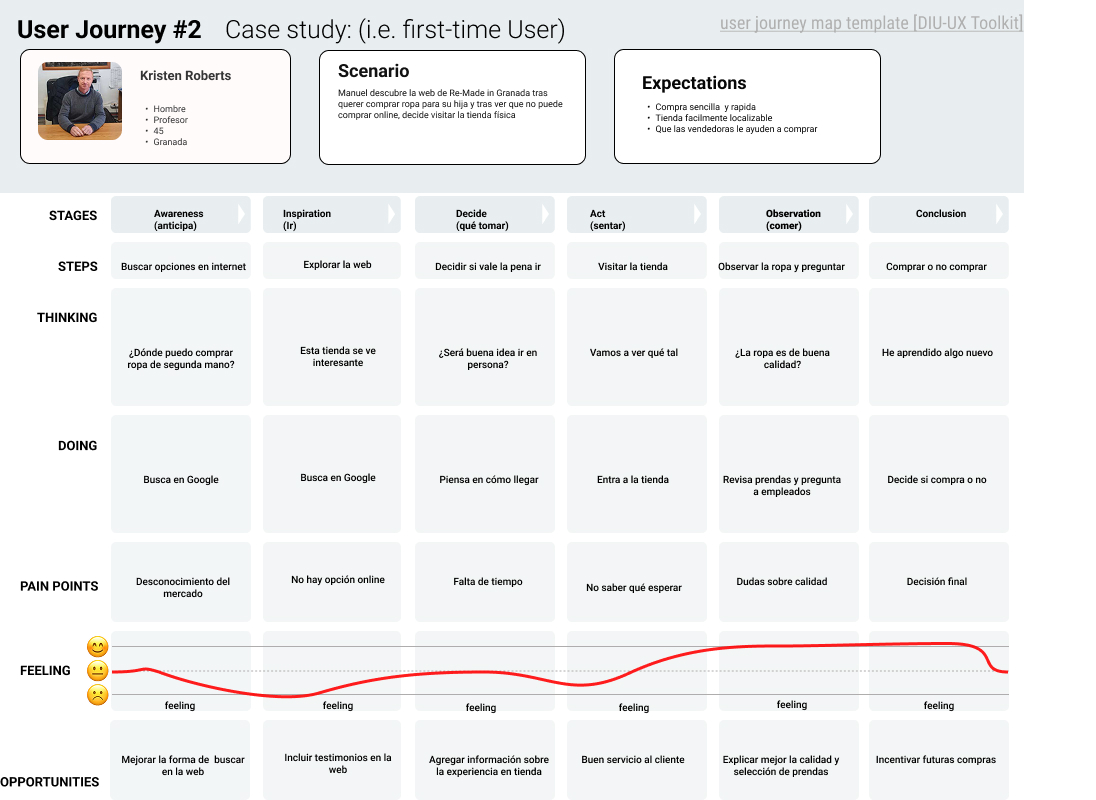 User Journey #2 Case study: (i.e. first-time User)
user journey map template [DIU-UX Toolkit]
Kristen Roberts
• Hombre
• Profesor
• 45
• Granada
Scenario
Manuel descubre la web de Re-Made in Granada tras
querer comprar ropa para su hija y tras ver que no puede
comprar online, decide visitar la tienda física
Expectations
• Compra sencilla y rapida
• Tienda facilmente localizable
• Que las vendedoras le ayuden a comprar
STAGES
Awareness
(anticipa)
Inspiration
(Ir)
Decide
(qué tomar)
Act
(sentar)
Observation
(comer)
Conclusion
STEPS
Buscar opciones en internet
Explorar la web
Decidir si vale la pena ir
Visitar la tienda
Observar la ropa y preguntar
Comprar o no comprar
THINKING
¿Dónde puedo comprar
ropa de segunda mano?
Esta tienda se ve
interesante
¿Será buena idea ir en
persona?
Vamos a ver qué tal
¿La ropa es de buena
calidad?
He aprendido algo nuevo
DOING
Busca en Google
Busca en Google
Piensa en cómo llegar
Entra a la tienda
Revisa prendas y pregunta
a empleados
Decide si compra o no
PAIN POINTS
Desconocimiento del
mercado
No hay opción online
Falta de tiempo
No saber qué esperar
Dudas sobre calidad
Decisión final
FEELING
feeling
feeling
feeling
feeling
feeling
feeling
OPPORTUNITIES
Mejorar la forma de buscar
en la web
Incluir testimonios en la
web
Agregar información sobre
la experiencia en tienda
Buen servicio al cliente
Explicar mejor la calidad y
selección de prendas
Incentivar futuras compras